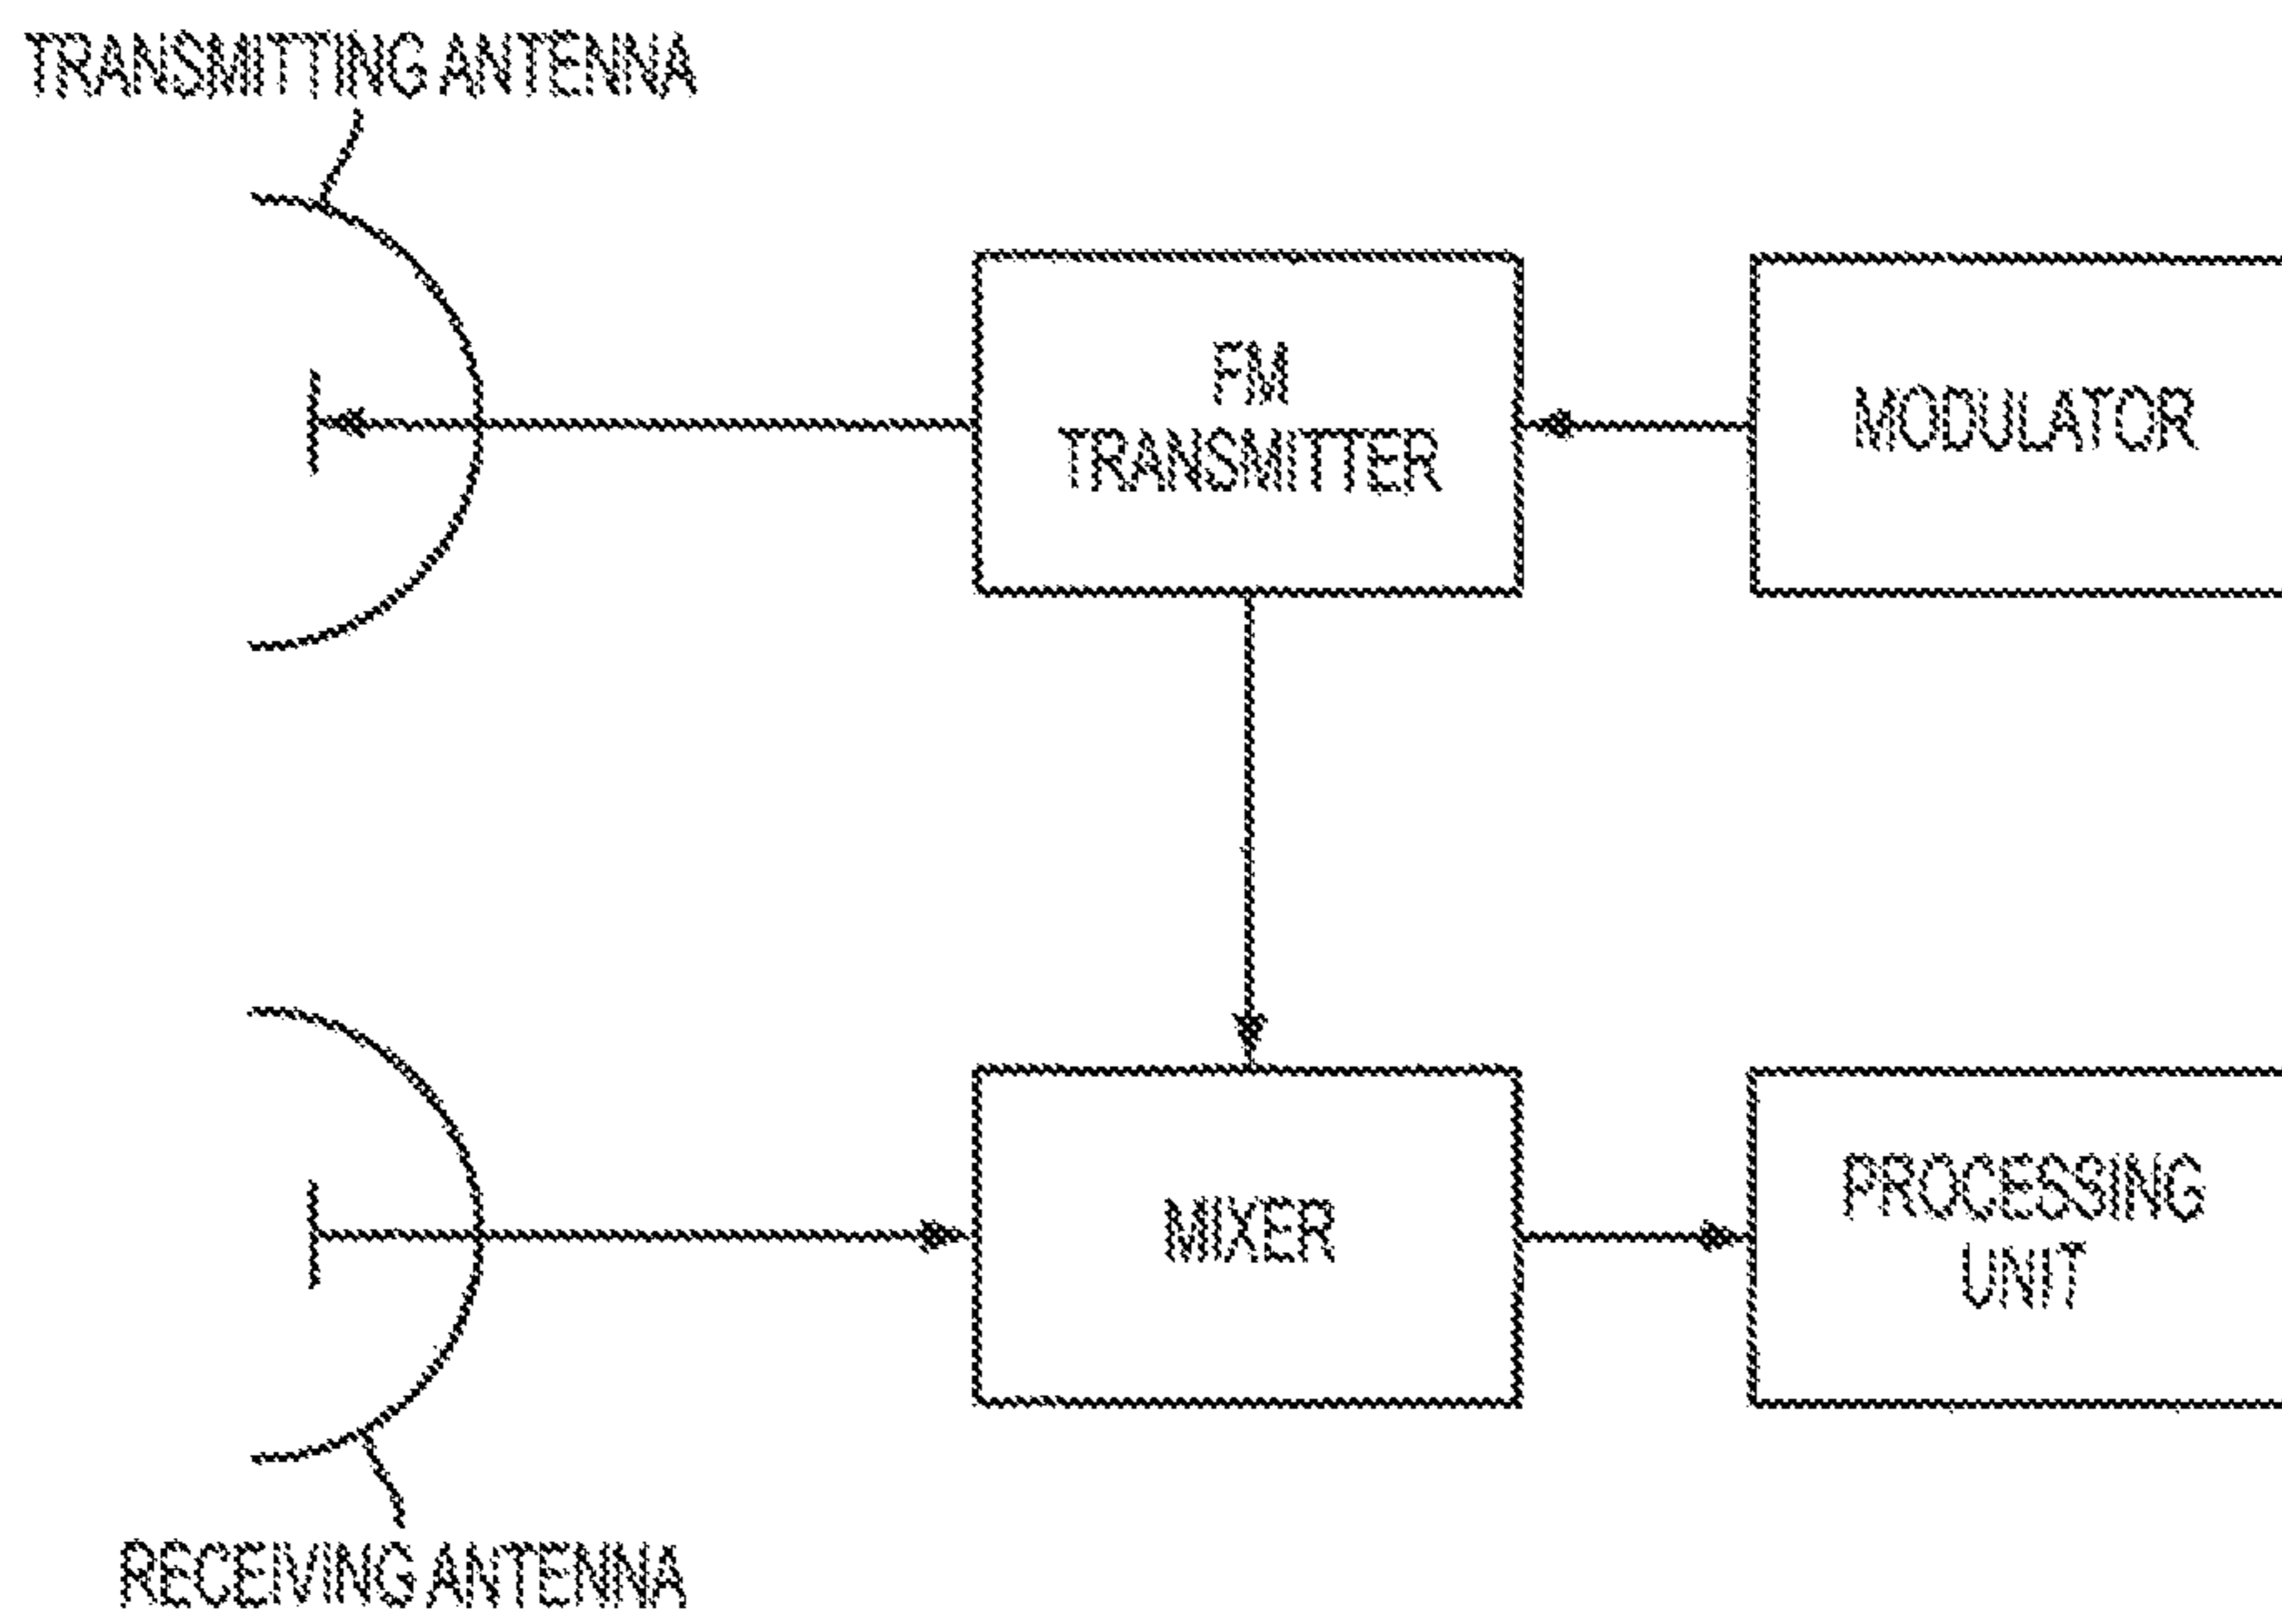 TRANSMITTING ANTENNA
FM
TRANSMITTER
MODULATOR
MIXER
PROCESSING
UNIT
RECEIVING ANTENNA